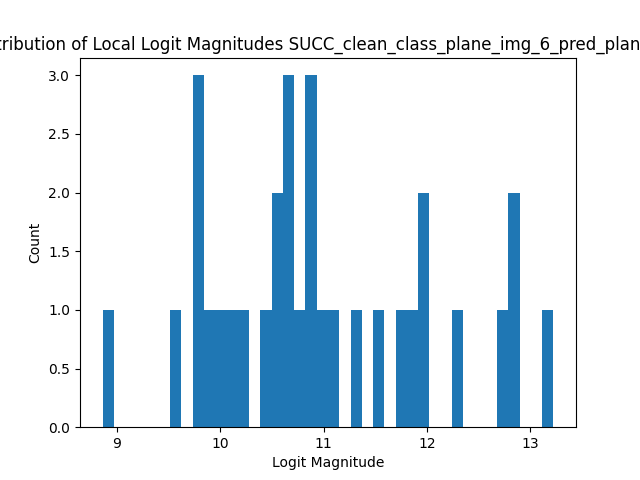 tribution of Local Logit Magnitudes SUCC_clean_class_plane_img_6_pred_plan
3.0
2.5
2.0
1.5
1.0
0.5
0.0
Count
9 10 11 12 13
Logit Magnitude